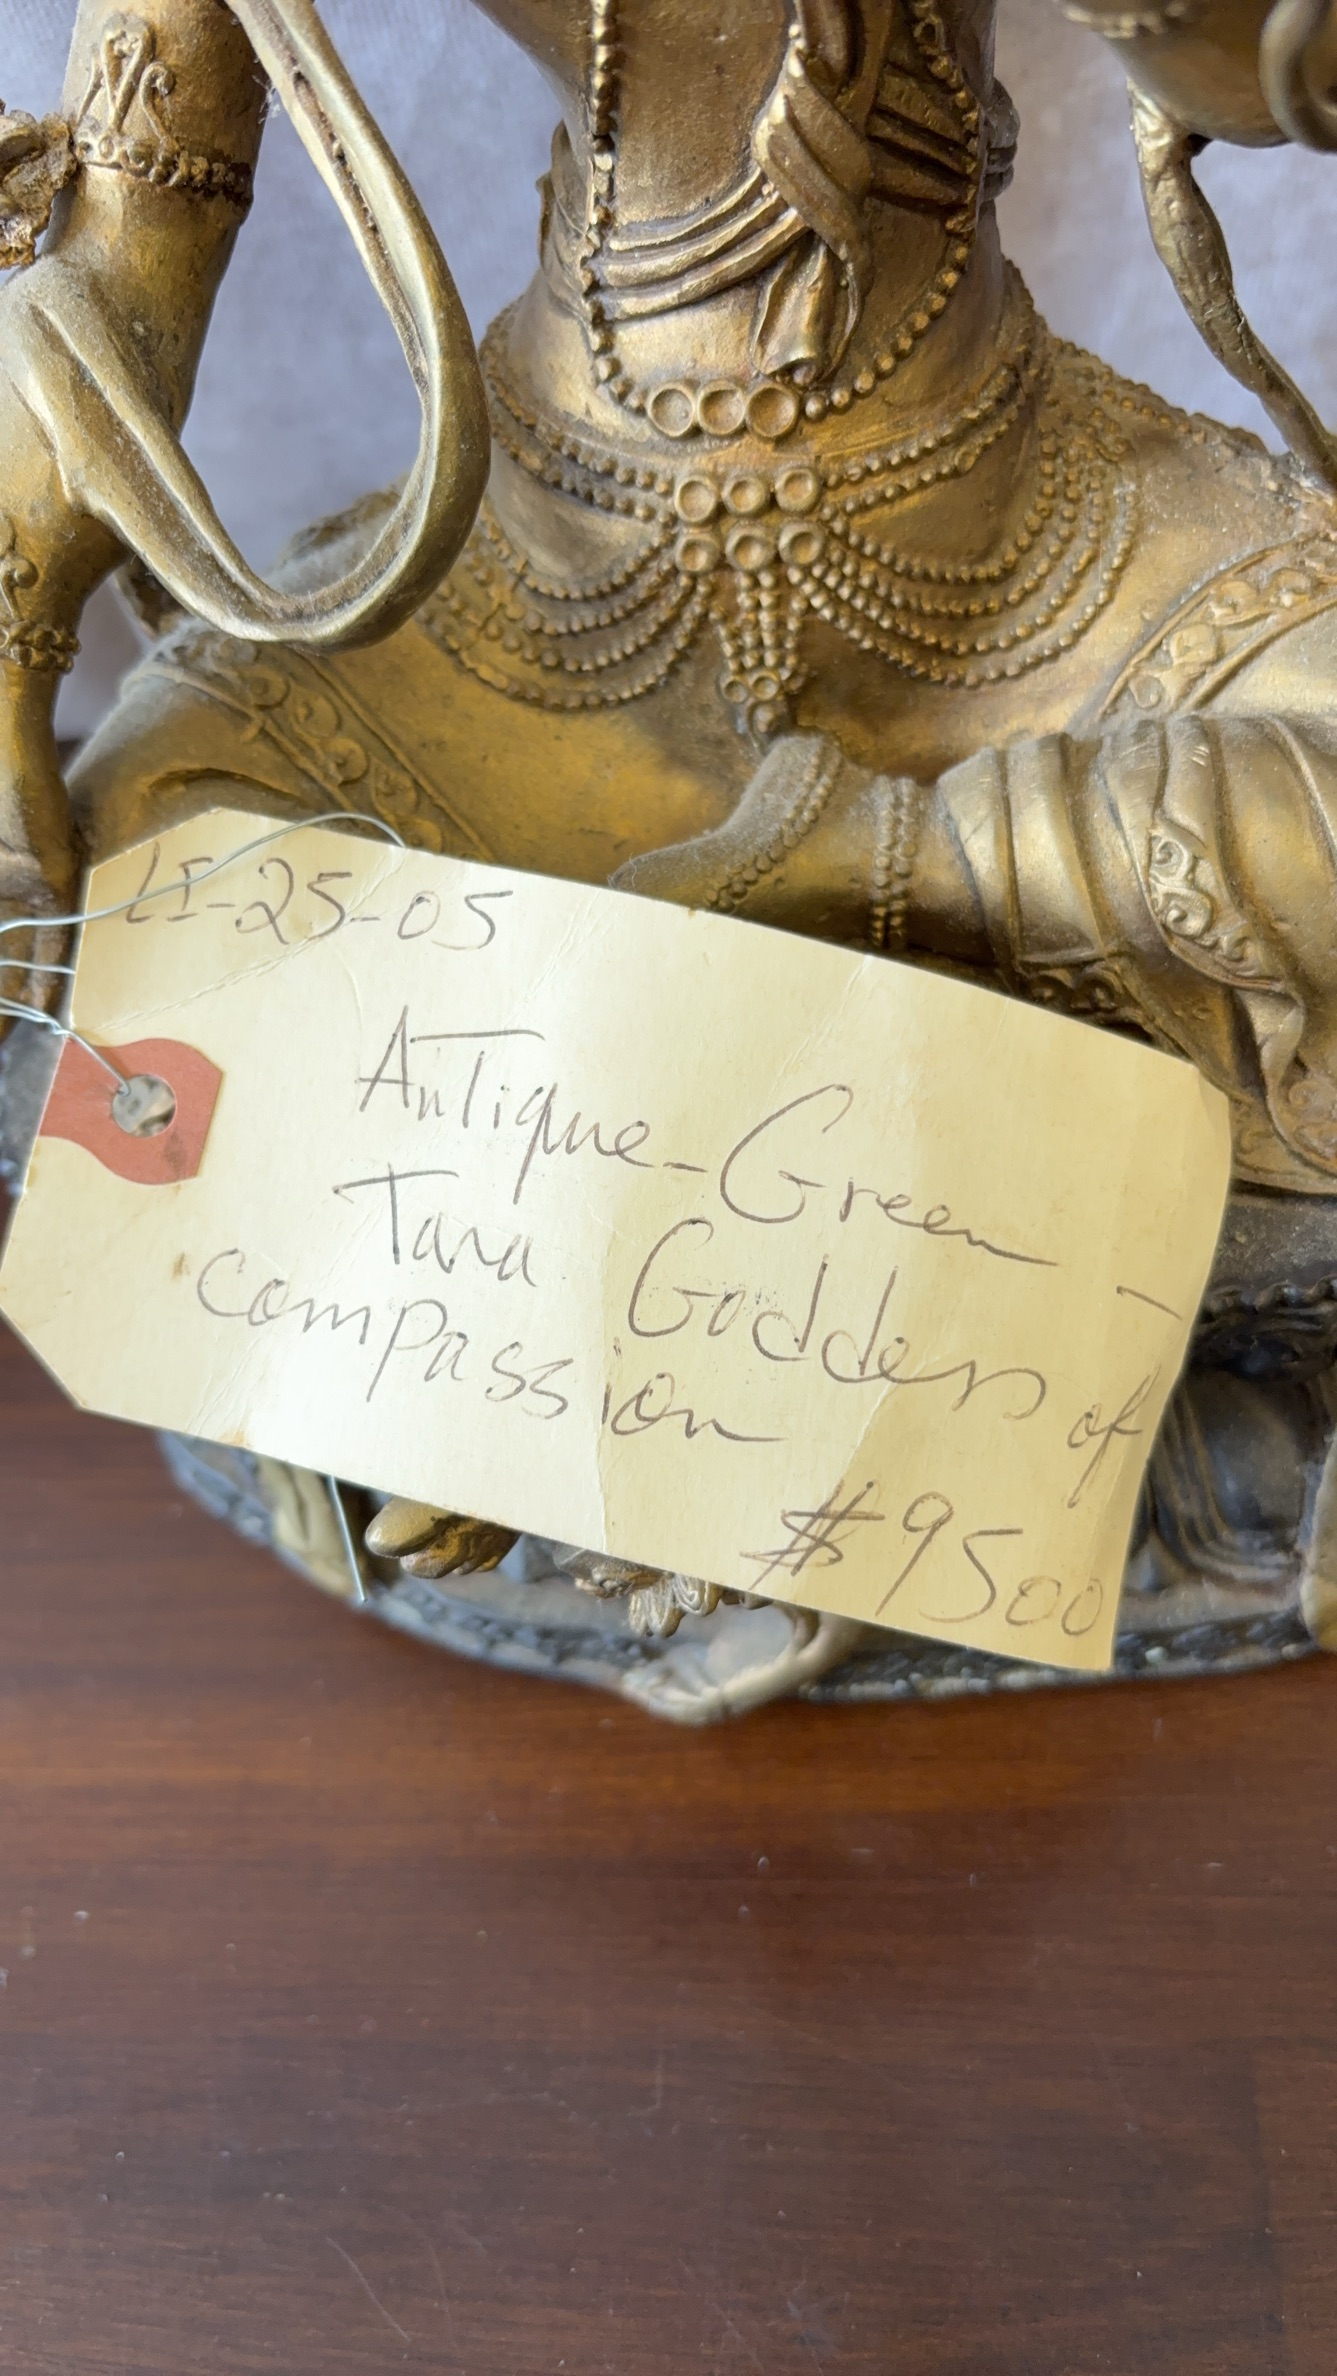 LI-25-05
Antique-Green
Tara Goddess of
compassion
$9500